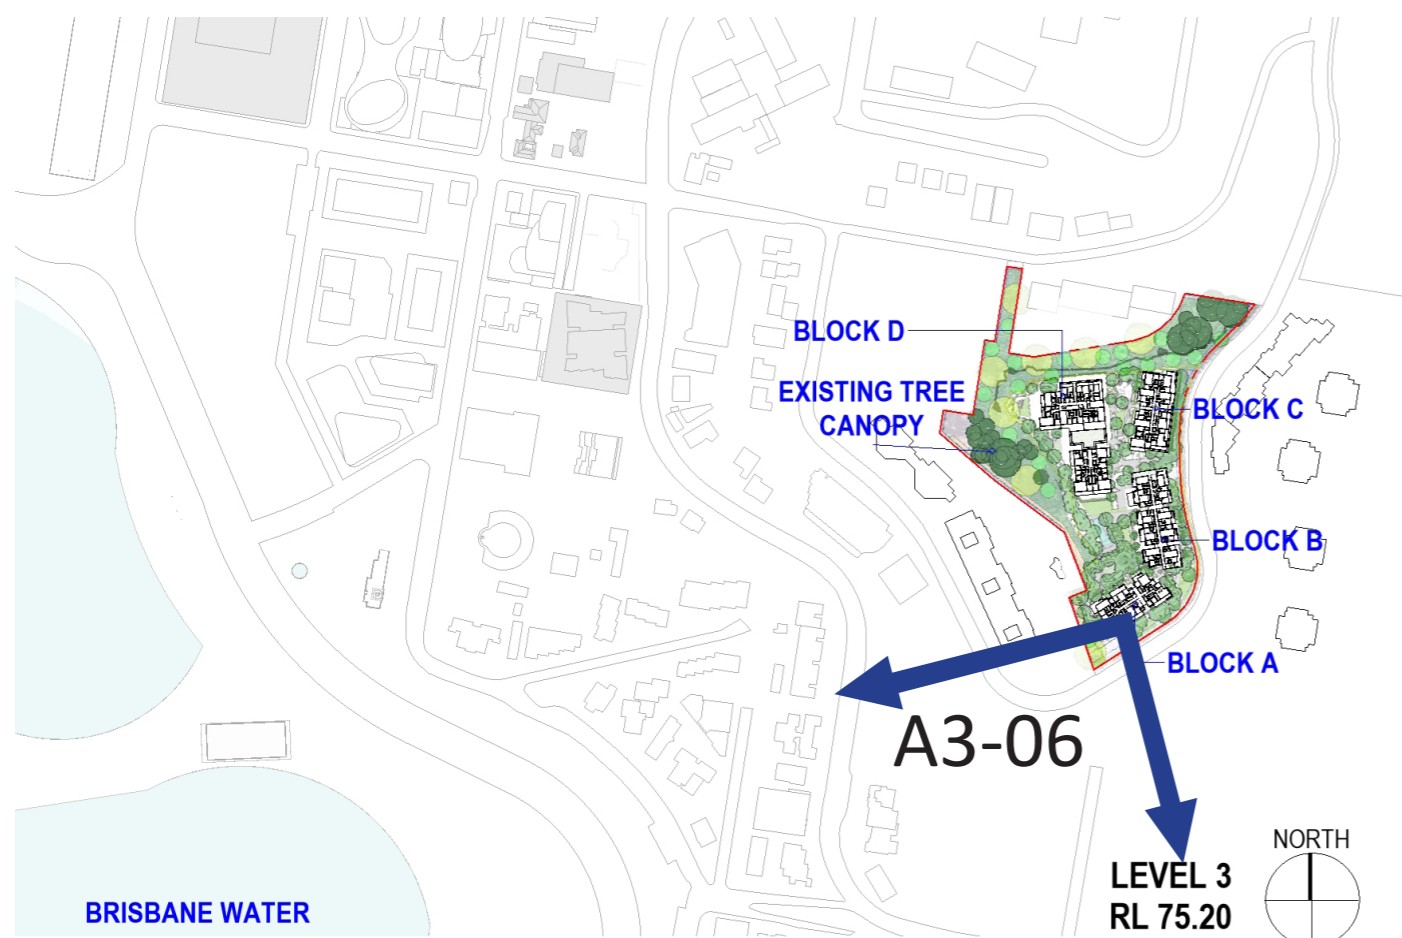 BLOCK D
EXISTING TREE
CANOPY
BLOCK C
BLOCK B
BLOCK A
A3-06
NORTH
LEVEL 3
RL 75.20
BRISBANE WATER